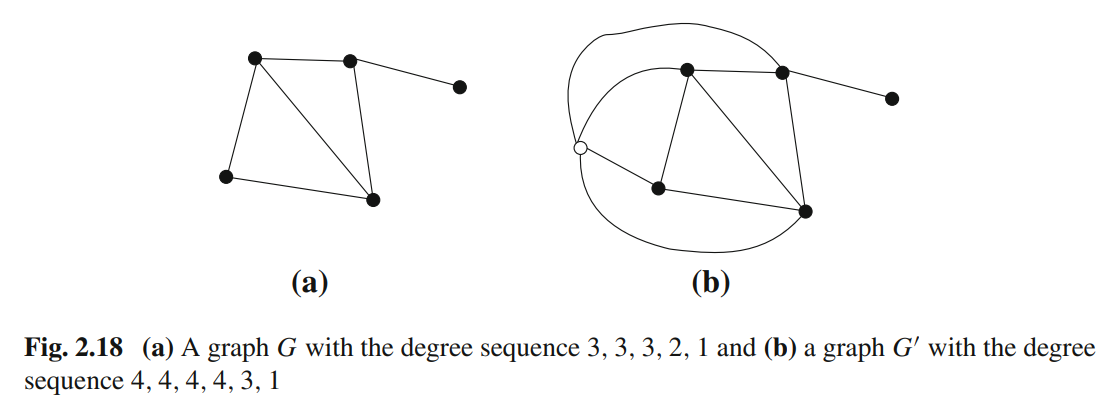 (a)
(b)
Fig. 2.18 (a) A graph G with the degree sequence 3, 3, 3, 2, 1 and (b) a graph G′ with the degree
sequence 4, 4, 4, 4, 3, 1